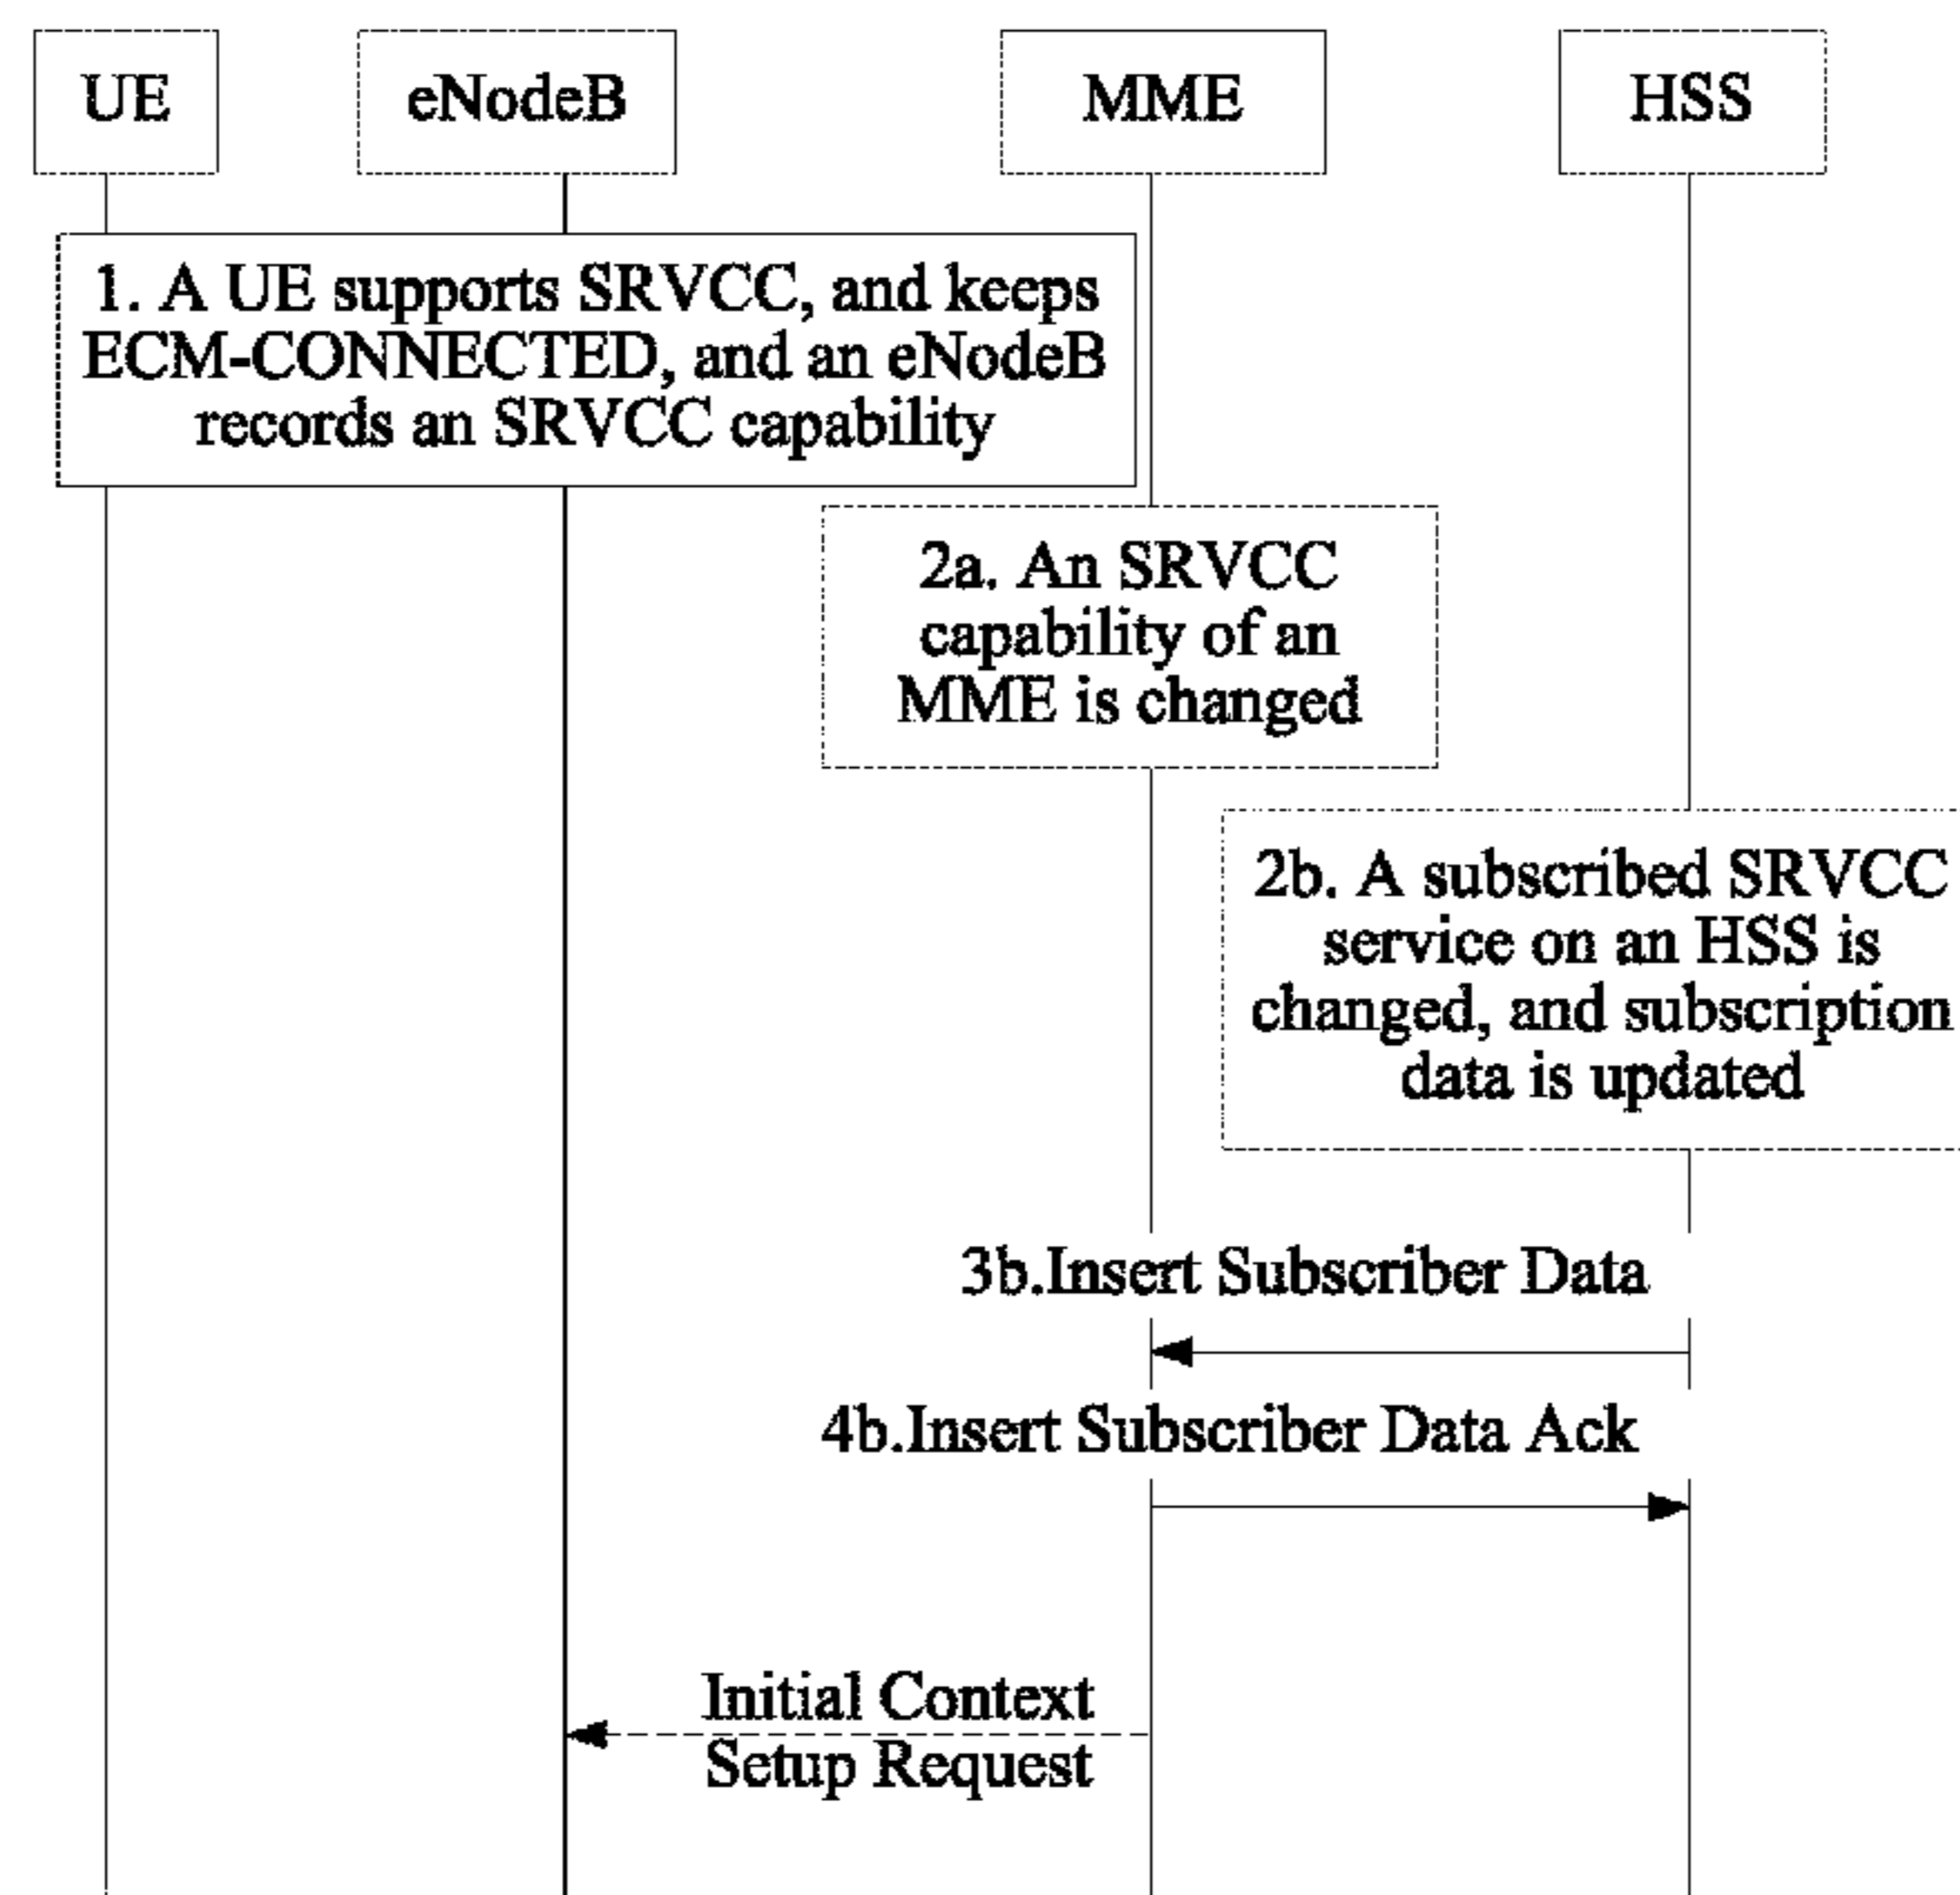 UE
eNodeB
MME
HSS
1. A UE supports SRVCC, and keeps
ECM-CONNECTED, and an eNodeB
records an SRVCC capability
2a. An SRVCC
capability of an
MME is changed
2b. A subscribed SRVCC
service on an HSS is
changed, and subscription
data is updated
3b.Insert Subscriber Data
4b.Insert Subscriber Data Ack
Initial Context
Setup Request